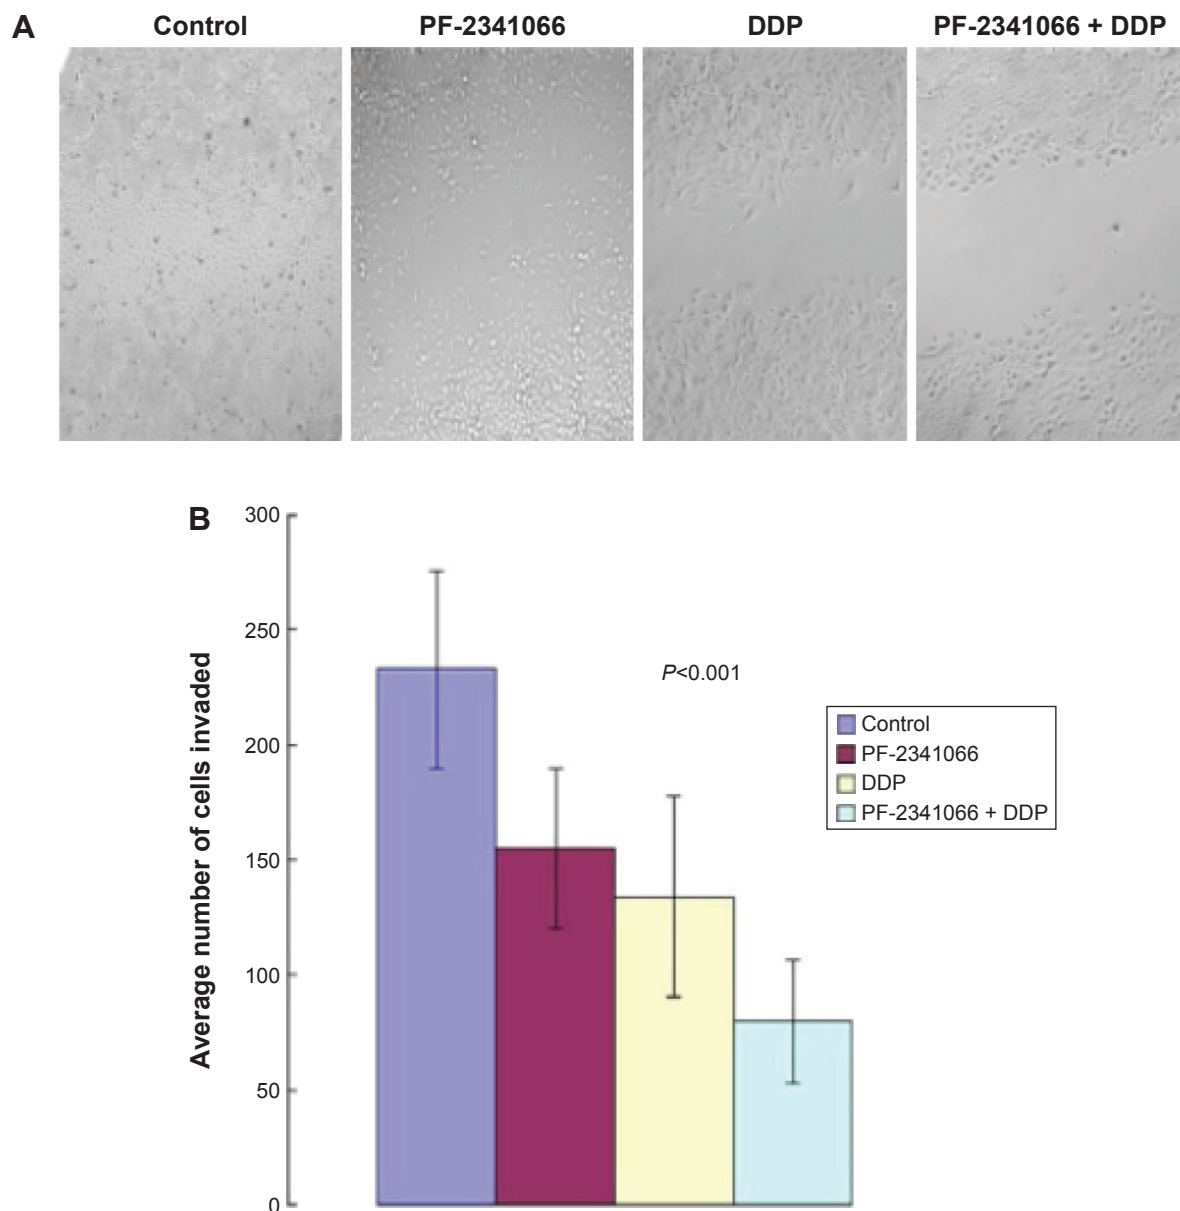 A
Control
PF-2341066
DDP
PF-2341066 + DDP
B
300
250
200
150
100
50
0
Average number of cells invaded
P<0.001
Control
PF-2341066
DDP
PF-2341066 + DDP